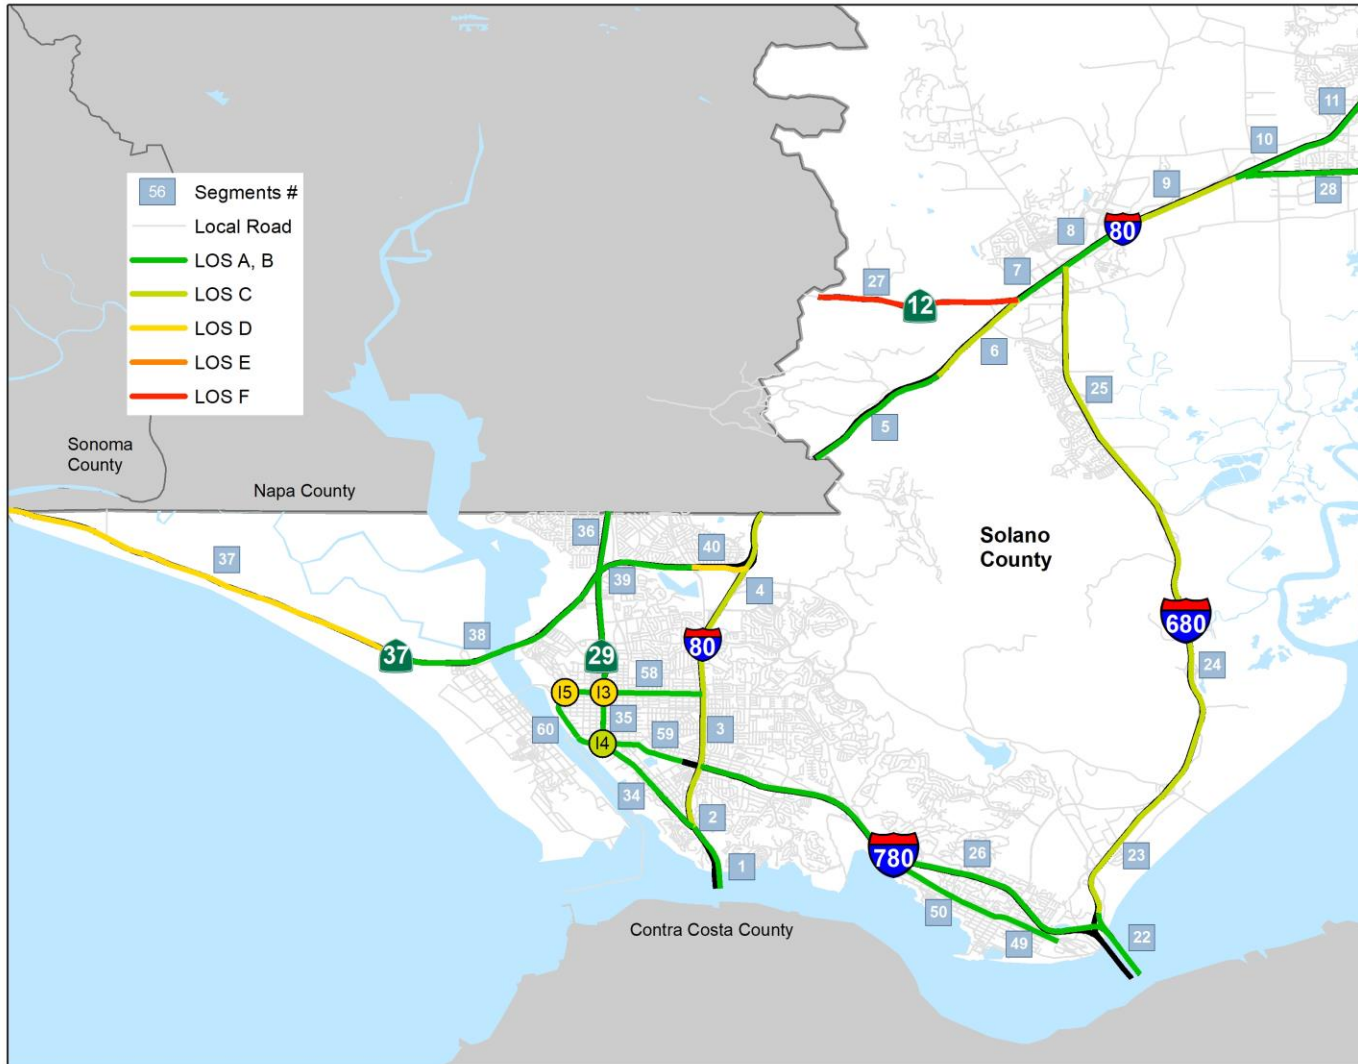 56 Segments #
Local Road
LOS A, B
LOS C
LOS D
LOS E
LOS F
11
10
9
28
8
80
7
27
12
6
25
5
Sonoma
County
Napa County
36
40
37
39
4
Solano
County
38
680
80
37
29
24
58
I5
I3
60
35
3
59
I4
34
2
780
26
23
1
50
Contra Costa County
49
22